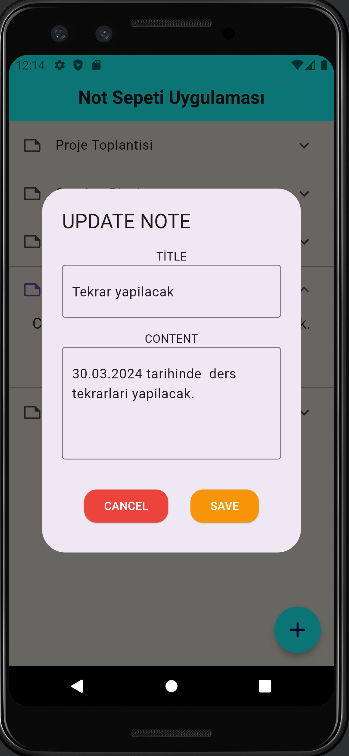 12:14
Not Sepeti Uygulaması
Proje Toplantisi
UPDATE NOTE
TİTLE
Tekrar yapilacak
CONTENT
30.03.2024 tarihinde  ders
tekrarlari yapilacak.
CANCEL
SAVE